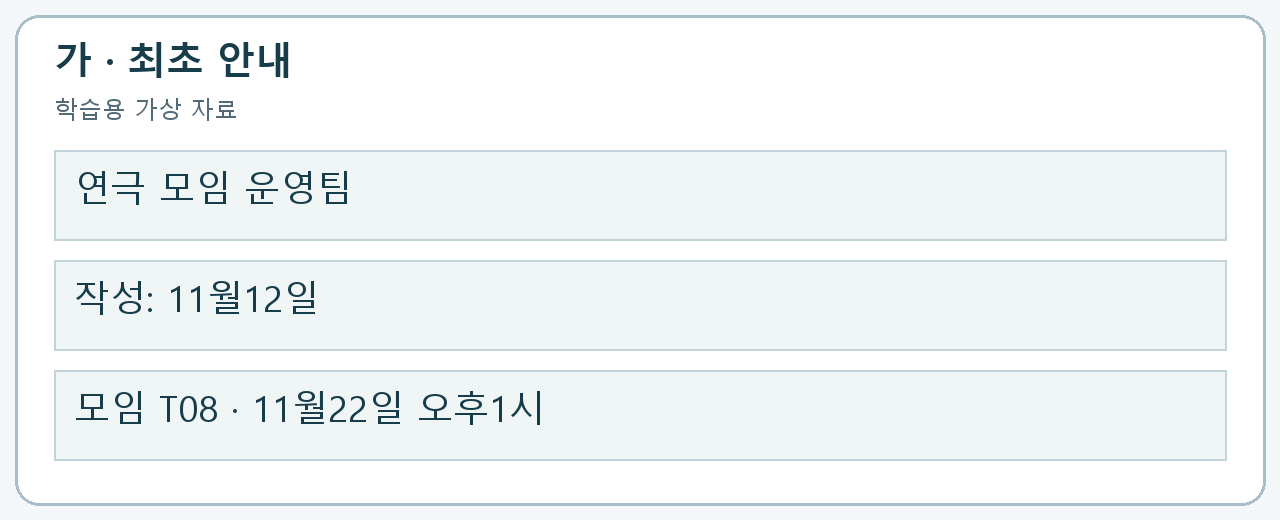 가 · 최초 안내
학습용 가상 자료
연극 모임 운영팀
작성: 11월12일
모임 T08 · 11월22일 오후1시